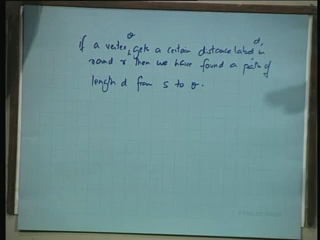 if a vertex v gets a certain distance label d, in
round r then we have found a path of
length d from s to v.